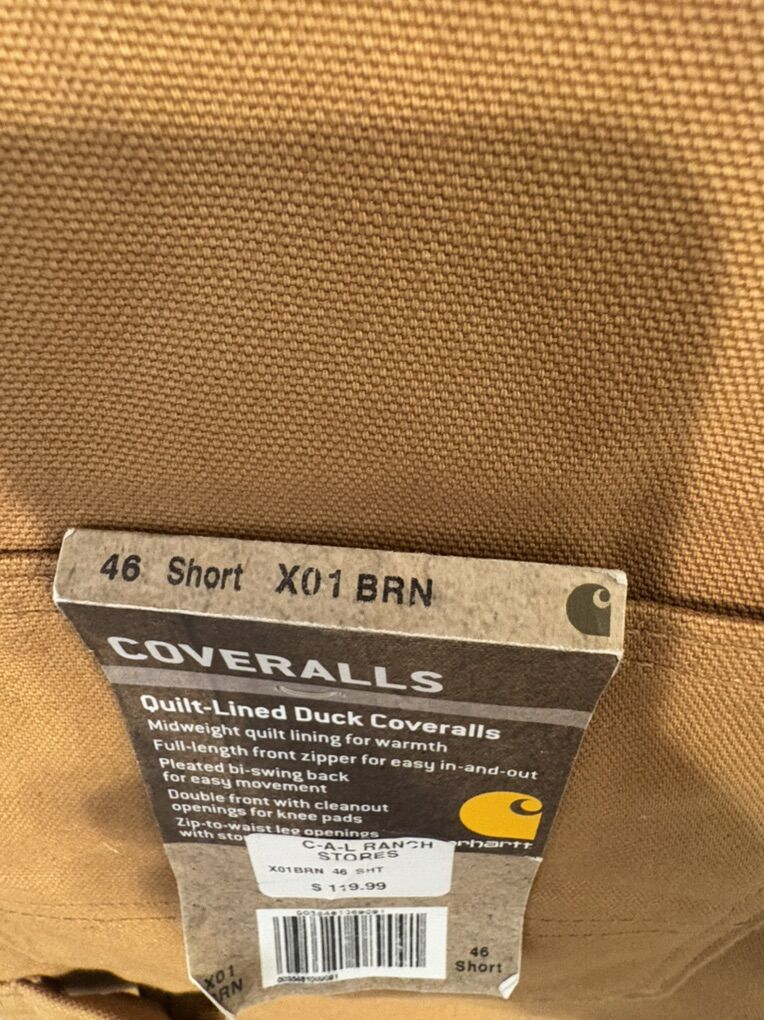 46 Short X01 BRN
COVERALLS
Quilt-Lined Duck Coveralls
Midweight quilt lining for warmth
Full-length front zipper for easy in-and-out
Pleated bi-swing back
for easy movement
Double front with cleanout
openings for knee pads
Zip-to-waist leg openings
with
C-A-L RANCH
STORES
X01BRN 46 SHT
$ 119.99
46
Short
X01
BRN